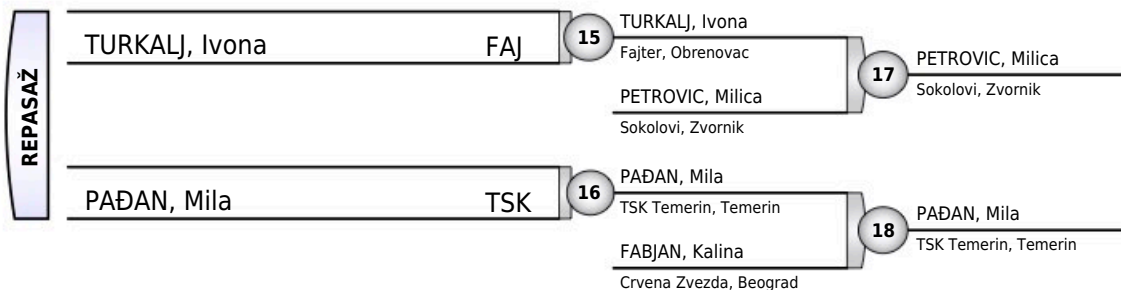 REPASAŽ
TURKALJ, Ivona FAJ
15
TURKALJ, Ivona
Fajter, Obrenovac
PETROVIC, Milica
Sokolovi, Zvornik
17
PETROVIC, Milica
Sokolovi, Zvornik
PAĐAN, Mila TSK
16
PAĐAN, Mila
TSK Temerin, Temerin
FABJAN, Kalina
Crvena Zvezda, Beograd
18
PAĐAN, Mila
TSK Temerin, Temerin